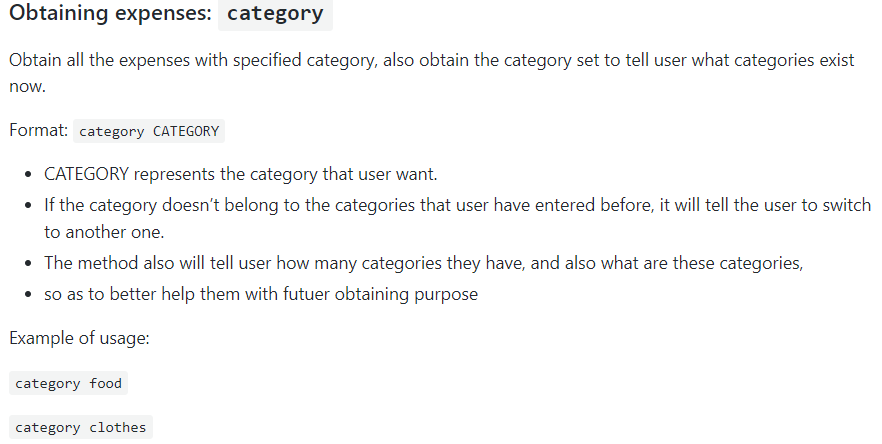 Obtaining expenses: category
Obtain all the expenses with specified category, also obtain the category set to tell user what categories exist
now.
Format: category CATEGORY
• CATEGORY represents the category that user want.
• If the category doesn’t belong to the categories that user have entered before, it will tell the user to switch
to another one.
• The method also will tell user how many categories they have, and also what are these categories,
• so as to better help them with futuer obtaining purpose
Example of usage:
category food
category clothes